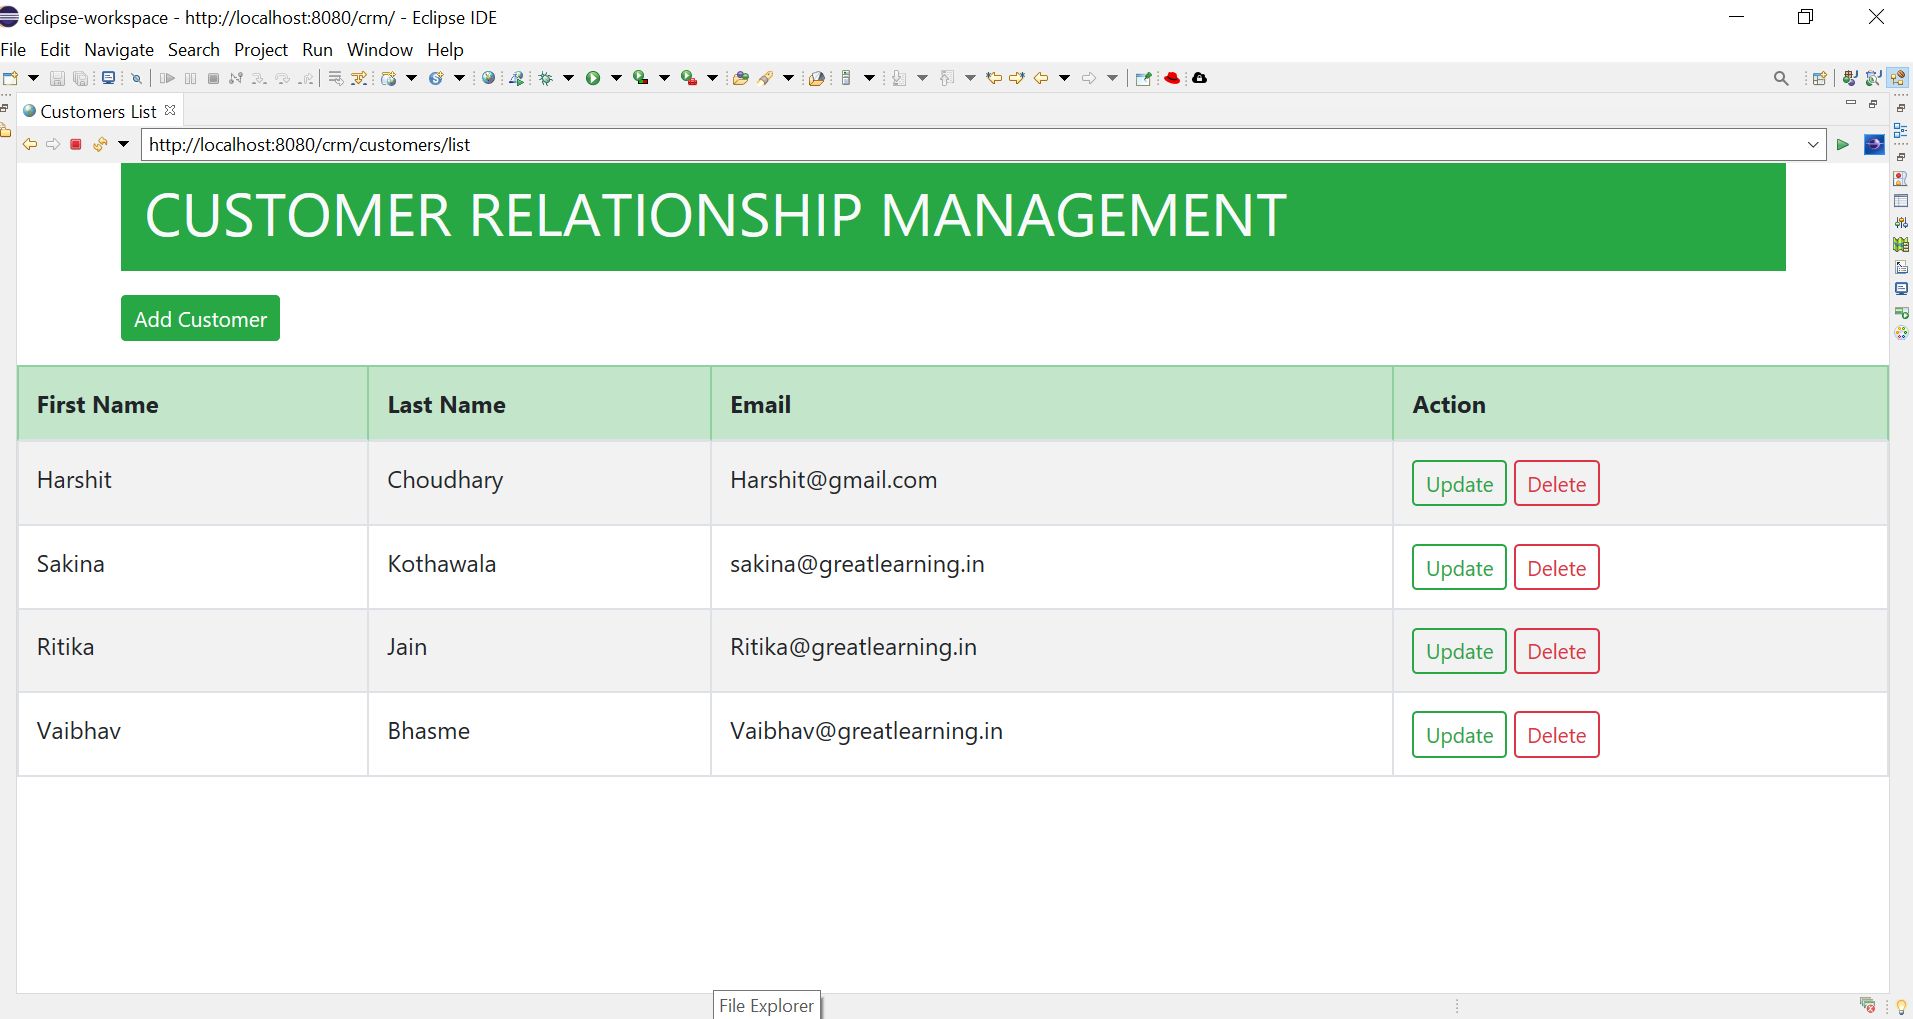 eclipse-workspace - http://localhost:8080/crm/ - Eclipse IDE
File Edit Navigate Search Project Run Window Help
Customers List
http://localhost:8080/crm/customers/list
CUSTOMER RELATIONSHIP MANAGEMENT
Add Customer
First Name Last Name Email Action
Harshit Choudhary Harshit@gmail.com Update Delete
Sakina Kothawala sakina@greatlearning.in Update Delete
Ritika Jain Ritika@greatlearning.in Update Delete
Vaibhav Bhasme Vaibhav@greatlearning.in Update Delete
File Explorer